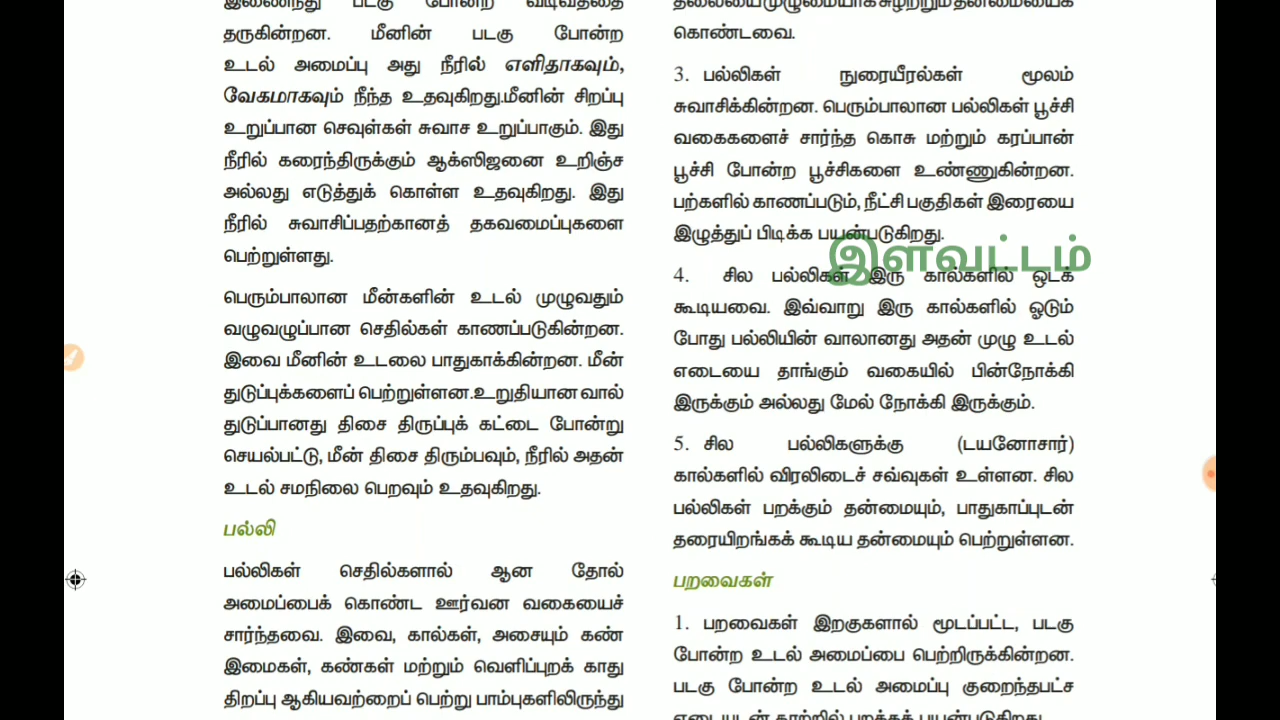 இணைந்து படகு போன்ற வடிவத்தை
தருகின்றன. மீனின் படகு போன்ற
உடல் அமைப்பு அது நீரில் எளிதாகவும்,
வேகமாகவும் நீந்த உதவுகிறது.மீனின் சிறப்பு
உறுப்பான செவுள்கள் சுவாச உறுப்பாகும். இது
நீரில் கரைந்திருக்கும் ஆக்ஸிஜனை உறிஞ்ச
அல்லது எடுத்துக் கொள்ள உதவுகிறது. இது
நீரில் சுவாசிப்பதற்கானத் தகவமைப்புகளை
பெற்றுள்ளது.
பெரும்பாலான மீன்களின் உடல் முழுவதும்
வழுவழுப்பான செதில்கள் காணப்படுகின்றன.
இவை மீனின் உடலை பாதுகாக்கின்றன. மீன்
துடுப்புக்களைப் பெற்றுள்ளன.உறுதியான வால்
துடுப்பானது திசை திருப்புக் கட்டை போன்று
செயல்பட்டு, மீன் திசை திரும்பவும், நீரில் அதன்
உடல் சமநிலை பெறவும் உதவுகிறது.
பல்லி
பல்லிகள் செதில்களால் ஆன தோல்
அமைப்பைக் கொண்ட ஊர்வன வகையைச்
சார்ந்தவை. இவை, கால்கள், அசையும் கண்
இமைகள், கண்கள் மற்றும் வெளிப்புறக் காது
திறப்பு ஆகியவற்றைப் பெற்று பாம்புகளிலிருந்து
தலையை முழுமையாக சுழற்றும் தன்மையைக்
கொண்டவை.
3. பல்லிகள் நுரையீரல்கள் மூலம்
சுவாசிக்கின்றன. பெரும்பாலான பல்லிகள் பூச்சி
வகைகளைச் சார்ந்த கொசு மற்றும் கரப்பான்
பூச்சி போன்ற பூச்சிகளை உண்ணுகின்றன.
பற்களில் காணப்படும், நீட்சி பகுதிகள் இரையை
இழுத்துப் பிடிக்க பயன்படுகிறது.
இளவட்டம்
4. சில பல்லிகள் இரு கால்களில் ஓடக்
கூடியவை. இவ்வாறு இரு கால்களில் ஓடும்
போது பல்லியின் வாலானது அதன் முழு உடல்
எடையை தாங்கும் வகையில் பின்நோக்கி
இருக்கும் அல்லது மேல் நோக்கி இருக்கும்.
5. சில பல்லிகளுக்கு (டயனோசார்)
கால்களில் விரலிடைச் சவ்வுகள் உள்ளன. சில
பல்லிகள் பறக்கும் தன்மையும், பாதுகாப்புடன்
தரையிறங்கக் கூடிய தன்மையும் பெற்றுள்ளன.
பறவைகள்
1. பறவைகள் இறகுகளால் மூடப்பட்ட, படகு
போன்ற உடல் அமைப்பை பெற்றிருக்கின்றன.
படகு போன்ற உடல் அமைப்பு குறைந்தபட்ச
எடையுடன் காற்றில் பறக்கக் பயன்படுகிறது.